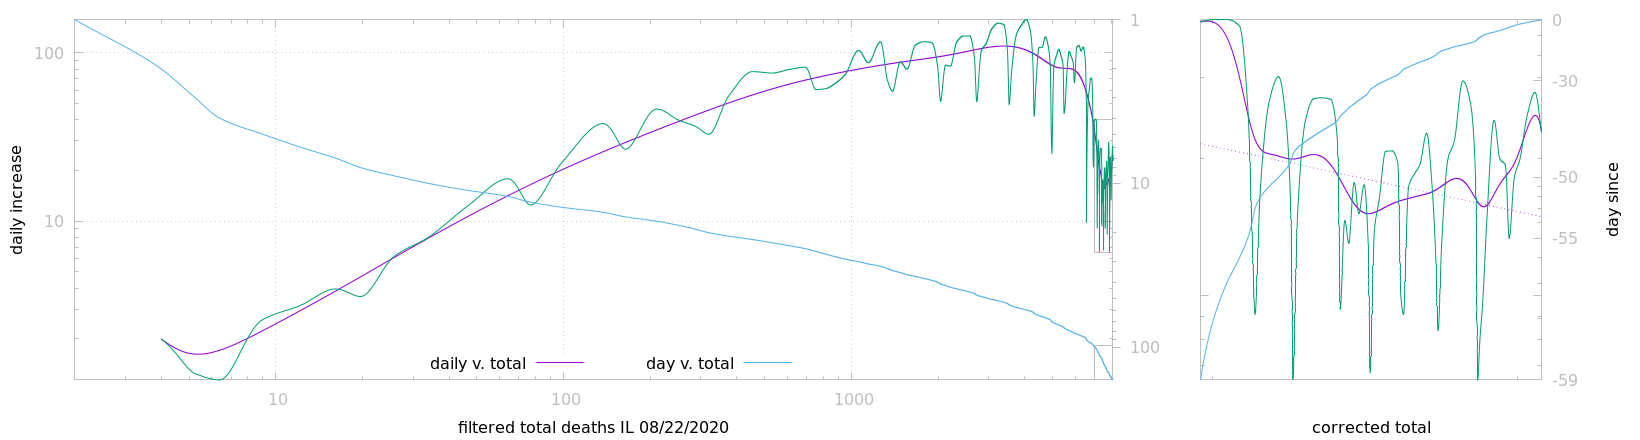 100
10
daily increase
10
100
1000
filtered total deaths IL 08/22/2020
daily v. total
day v. total
1
10
100
0
-30
-50
-55
-59
day since
corrected total